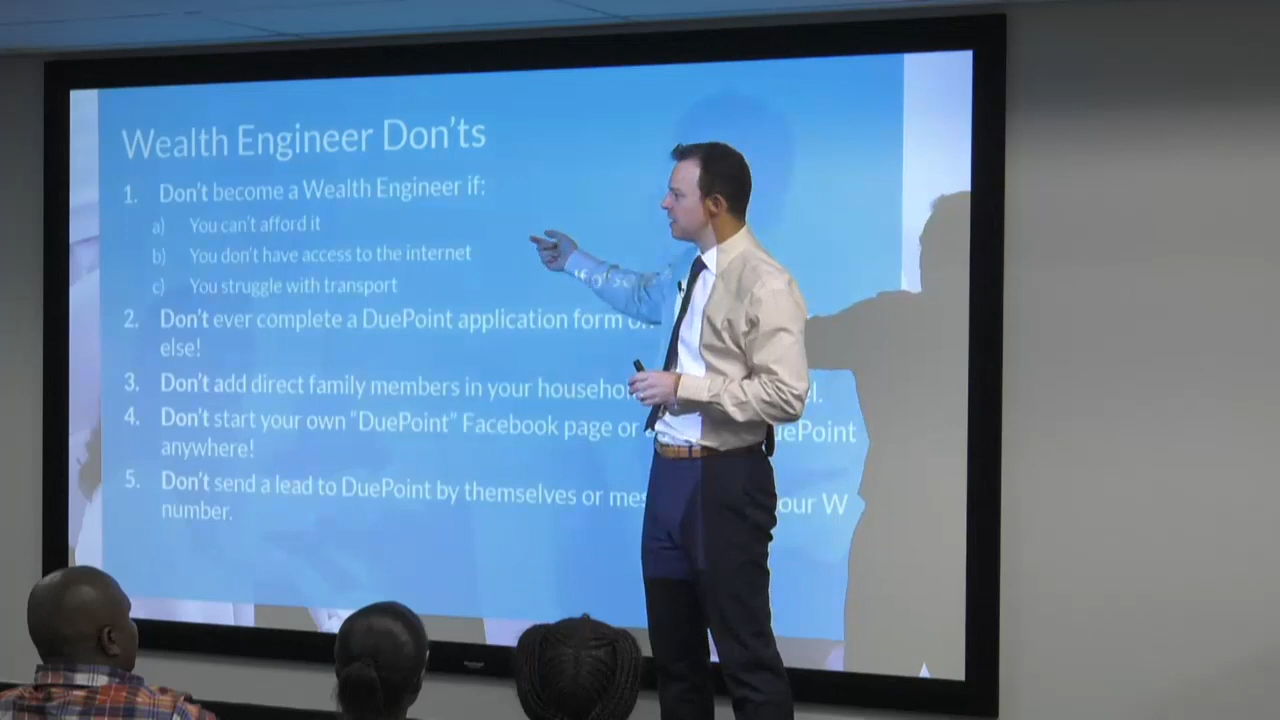 Wealth Engineer Don'ts
1. Don't become a Wealth Engineer if:
a) You can't afford it
b) You don't have access to the internet
c) You struggle with transport
2. Don't ever complete a DuePoint application form
else!
3. Don't add direct family members in your
4. Don't start your own “DuePoint” Facebook page or
anywhere!
5. Don't send a lead to DuePoint by themselves or W
number.